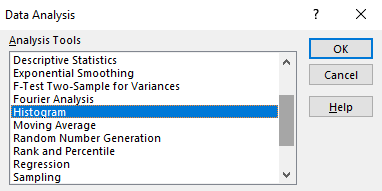 Data Analysis
? ×
Analysis Tools
OK
Descriptive Statistics
Exponential Smoothing
Cancel
F-Test Two-Sample for Variances
Fourier Analysis
Histogram
Help
Moving Average
Random Number Generation
Rank and Percentile
Regression
Sampling